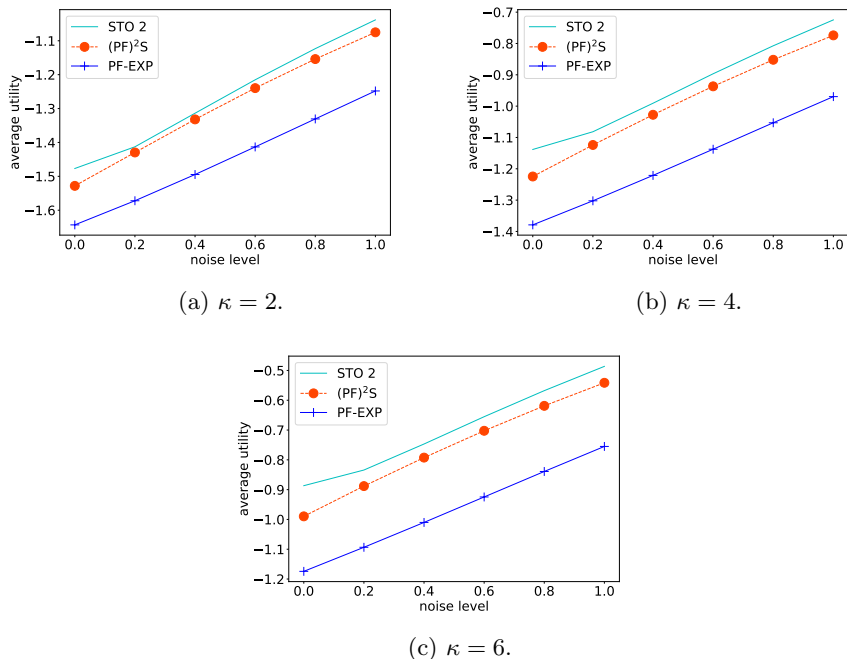 STO 2
(PF)²S
PF-EXP
average utility
−1.1
−1.2
−1.3
−1.4
−1.5
−1.6
0.0 0.2 0.4 0.6 0.8 1.0
noise level
(a) κ = 2.
STO 2
(PF)²S
PF-EXP
average utility
−0.7
−0.8
−0.9
−1.0
−1.1
−1.2
−1.3
−1.4
0.0 0.2 0.4 0.6 0.8 1.0
noise level
(b) κ = 4.
STO 2
(PF)²S
PF-EXP
average utility
−0.5
−0.6
−0.7
−0.8
−0.9
−1.0
−1.1
−1.2
0.0 0.2 0.4 0.6 0.8 1.0
noise level
(c) κ = 6.